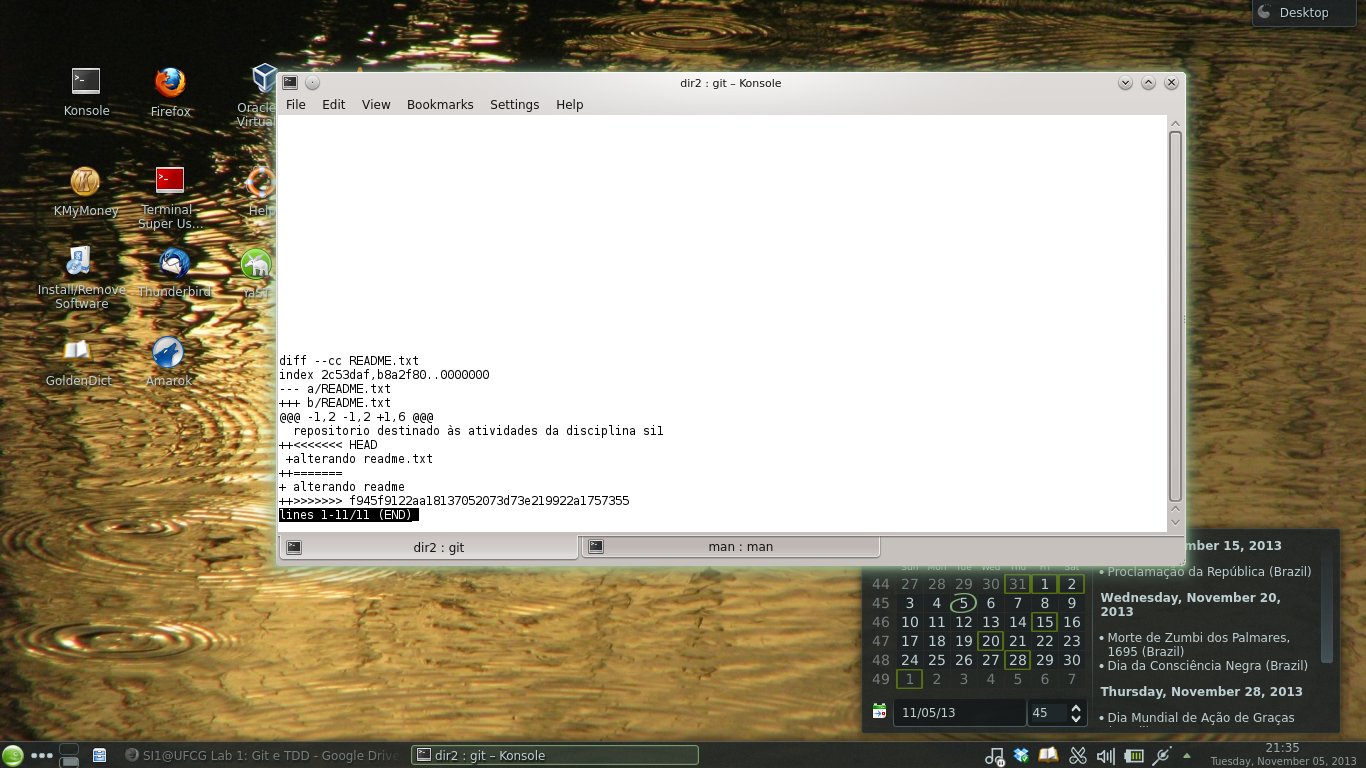 Desktop
Konsole
Firefox
Oracle
Virtual
KMyMoney
Terminal
Super Us...
Help
Install/Remove
Software
Thunderbird
YaST
GoldenDict
Amarok
dir2 : git – Konsole
File Edit View Bookmarks Settings Help
diff --cc README.txt
index 2c53daf,b8a2f80..0000000
--- a/README.txt
+++ b/README.txt
@@@ -1,2 -1,2 +1,6 @@@
  repositorio destinado às atividades da disciplina si1
++<<<<<<< HEAD
 +alterando readme.txt
++=======
+ alterando readme
++>>>>>>> f945f9122aa18137052073d73e219922a1757355
lines 1-11/11 (END)
dir2 : git
man : man
Sun Mon Tue Wed Thu Fri Sat
44 27 28 29 30 31 1 2
45 3 4 5 6 7 8 9
46 10 11 12 13 14 15 16
47 17 18 19 20 21 22 23
48 24 25 26 27 28 29 30
49 1 2 3 4 5 6 7
11/05/13 45
mber 15, 2013
• Proclamação da República (Brazil)
Wednesday, November 20,
2013
• Morte de Zumbi dos Palmares,
1695 (Brazil)
• Dia da Consciência Negra (Brazil)
Thursday, November 28, 2013
• Dia Mundial de Ação de Graças
SI1@UFCG Lab 1: Git e TDD - Google Drive
dir2 : git – Konsole
21:35
Tuesday, November 05, 2013